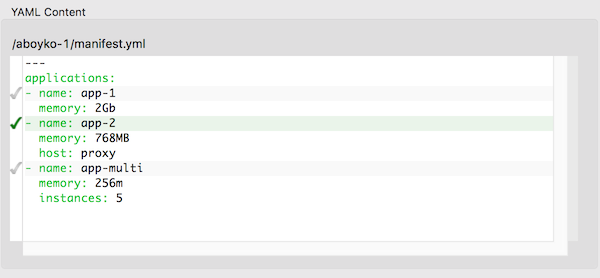 YAML Content
/aboyko-1/manifest.yml
---
applications:
- name: app-1
  memory: 2Gb
- name: app-2
  memory: 768MB
  host: proxy
- name: app-multi
  memory: 256m
  instances: 5